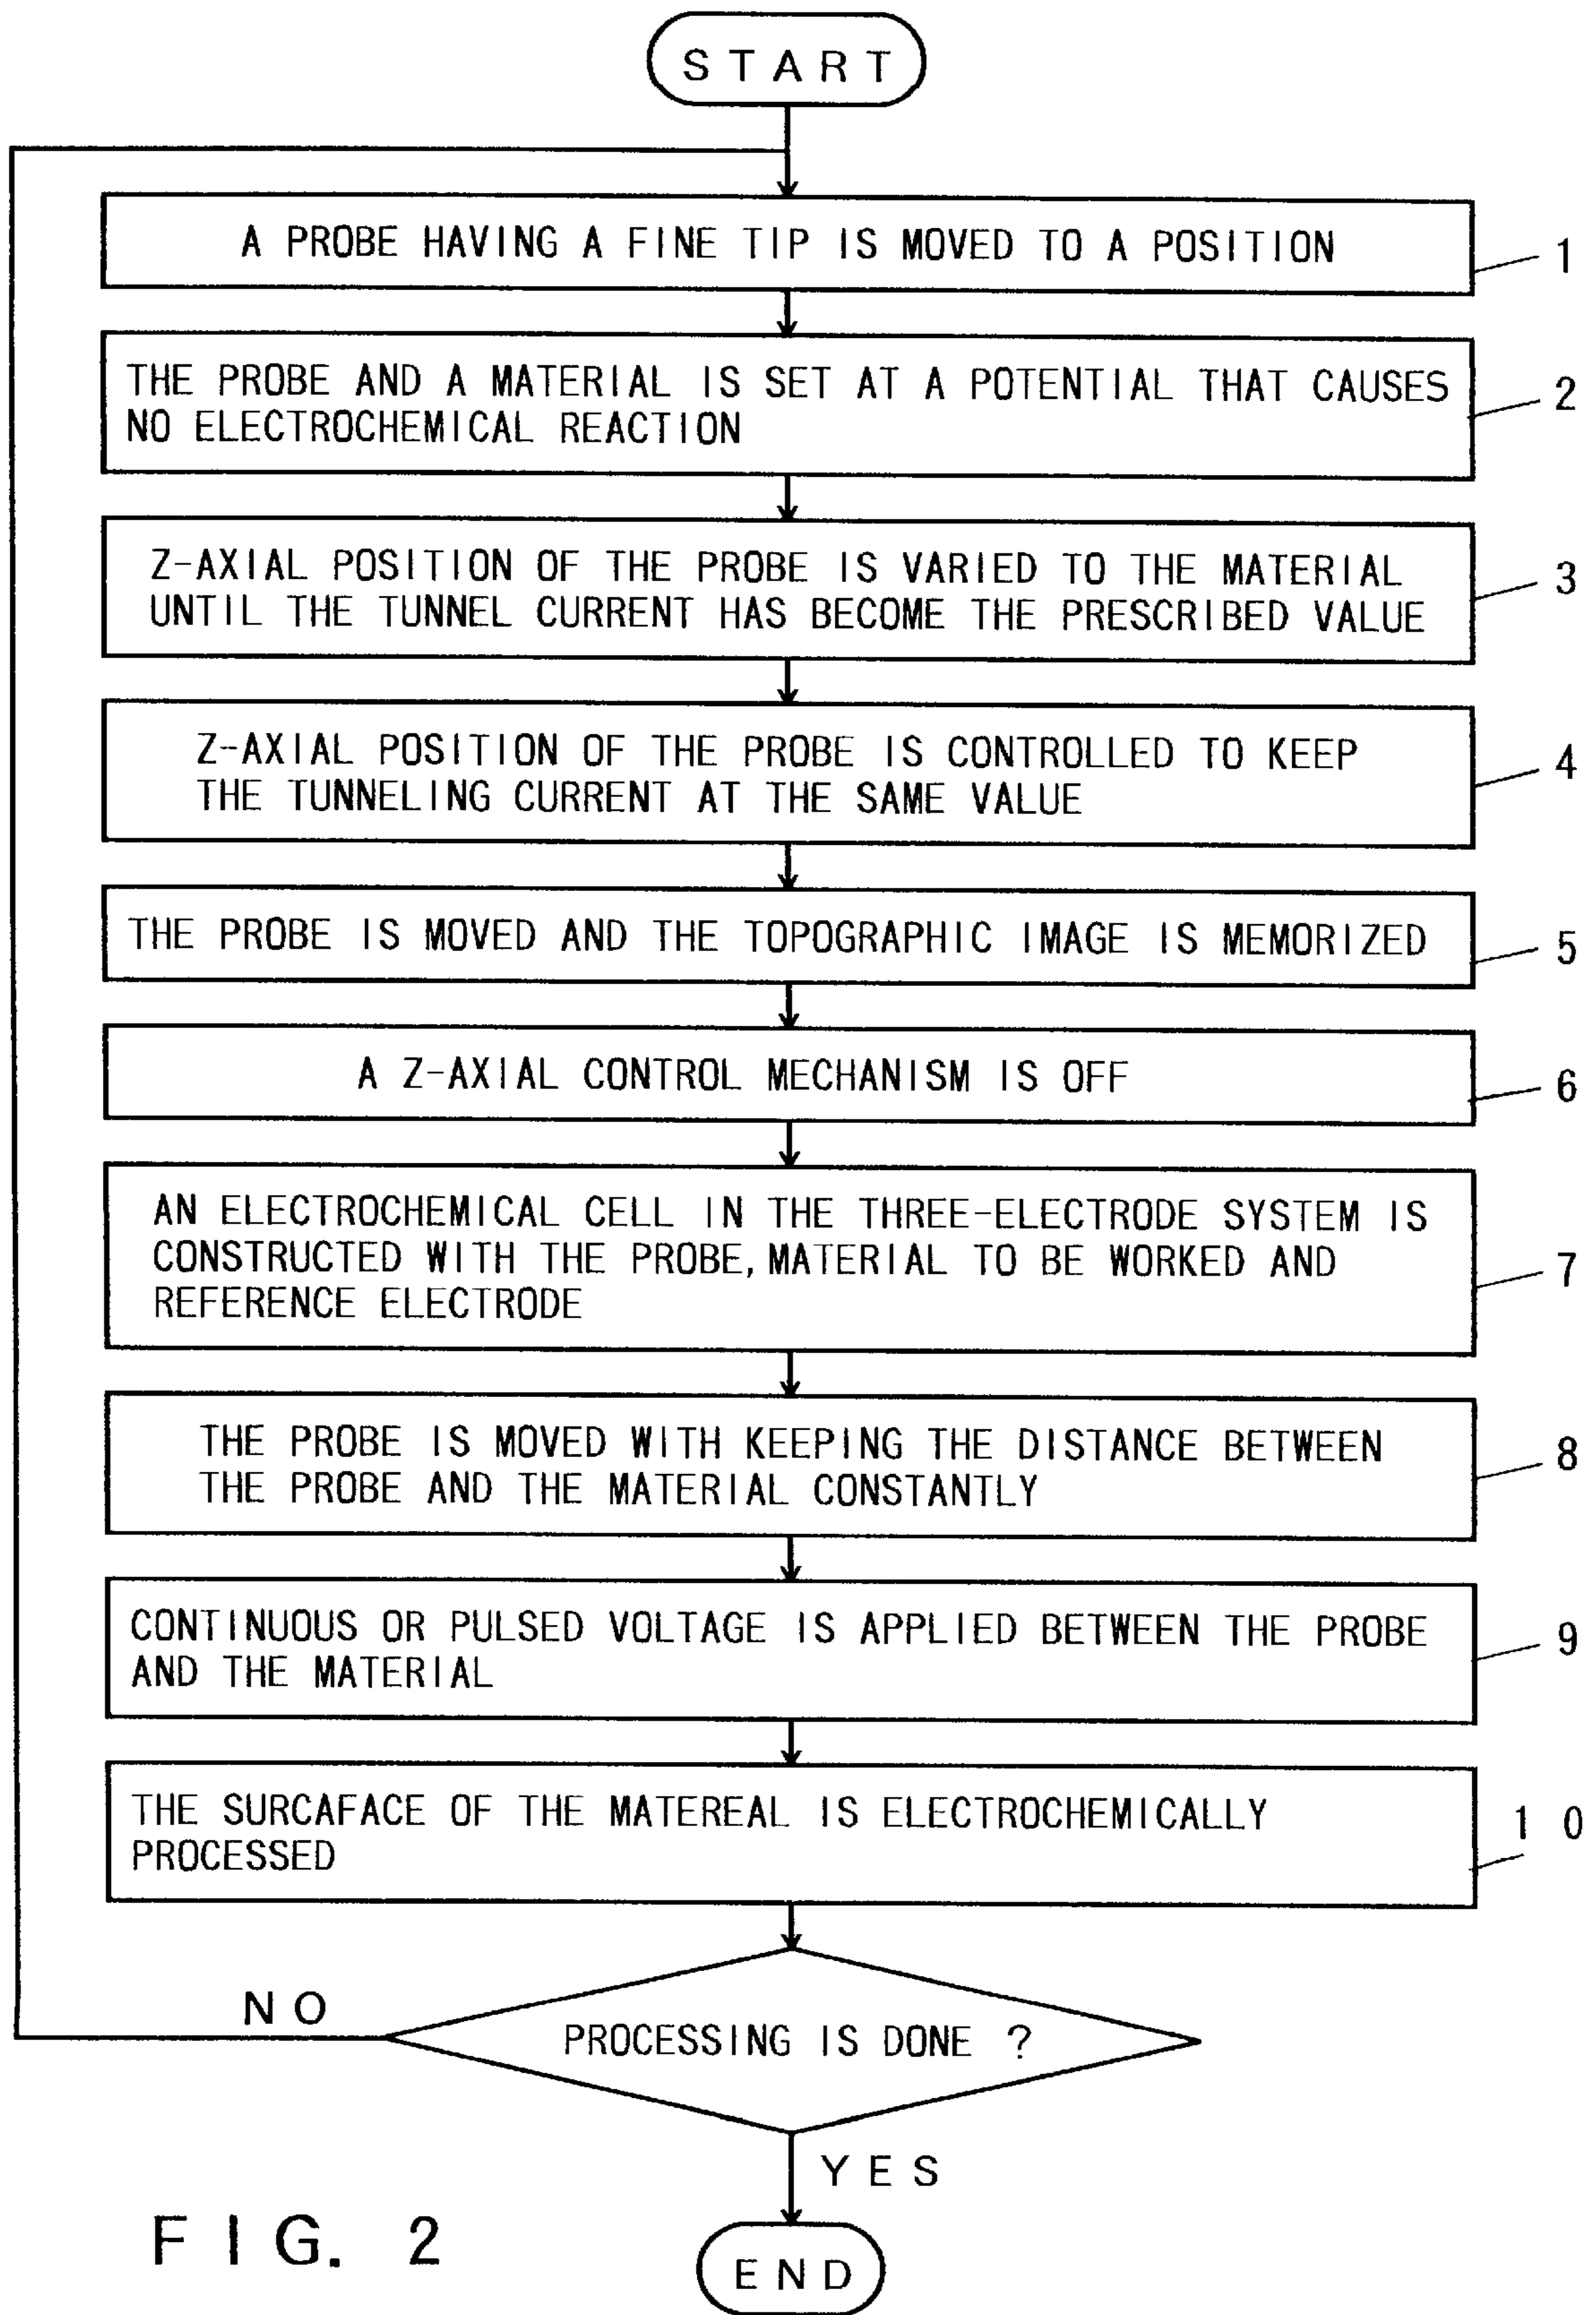 START
A PROBE HAVING A FINE TIP IS MOVED TO A POSITION
1
THE PROBE AND A MATERIAL IS SET AT A POTENTIAL THAT CAUSES
NO ELECTROCHEMICAL REACTION
2
Z-AXIAL POSITION OF THE PROBE IS VARIED TO THE MATERIAL
UNTIL THE TUNNEL CURRENT HAS BECOME THE PRESCRIBED VALUE
3
Z-AXIAL POSITION OF THE PROBE IS CONTROLLED TO KEEP
THE TUNNELING CURRENT AT THE SAME VALUE
4
THE PROBE IS MOVED AND THE TOPOGRAPHIC IMAGE IS MEMORIZED
5
A Z-AXIAL CONTROL MECHANISM IS OFF
6
AN ELECTROCHEMICAL CELL IN THE THREE-ELECTRODE SYSTEM IS
CONSTRUCTED WITH THE PROBE, MATERIAL TO BE WORKED AND
REFERENCE ELECTRODE
7
THE PROBE IS MOVED WITH KEEPING THE DISTANCE BETWEEN
THE PROBE AND THE MATERIAL CONSTANTLY
8
CONTINUOUS OR PULSED VOLTAGE IS APPLIED BETWEEN THE PROBE
AND THE MATERIAL
9
THE SURCAFACE OF THE MATEREAL IS ELECTROCHEMICALLY
PROCESSED
10
NO
PROCESSING IS DONE ?
YES
END
FIG. 2